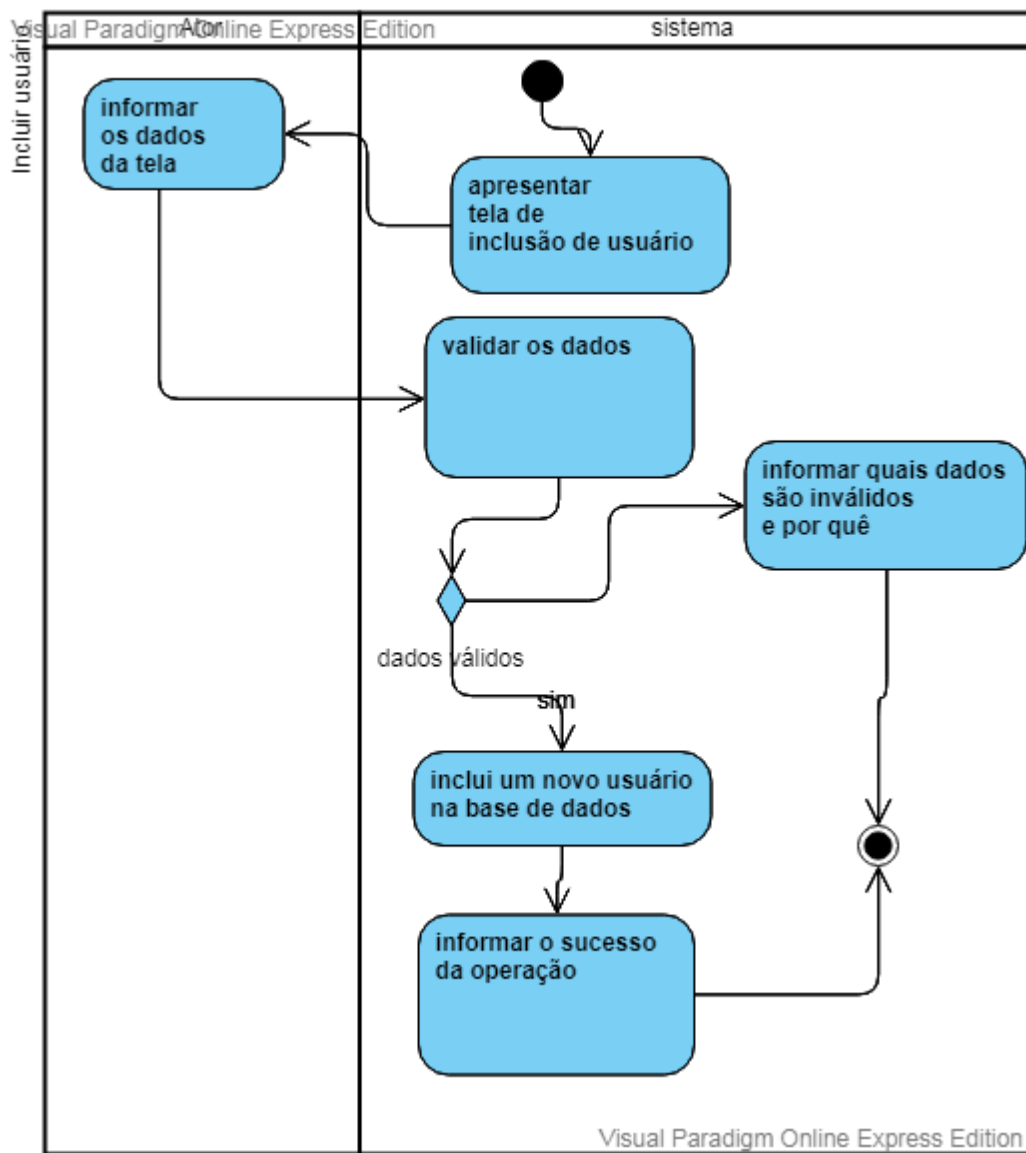 Visual Paradigm Online Express Edition
Ator
sistema
Incluir usuário
informar
os dados
da tela
apresentar
tela de
inclusão de usuário
validar os dados
informar quais dados
são inválidos
e por quê
dados válidos
sim
inclui um novo usuário
na base de dados
informar o sucesso
da operação
Visual Paradigm Online Express Edition